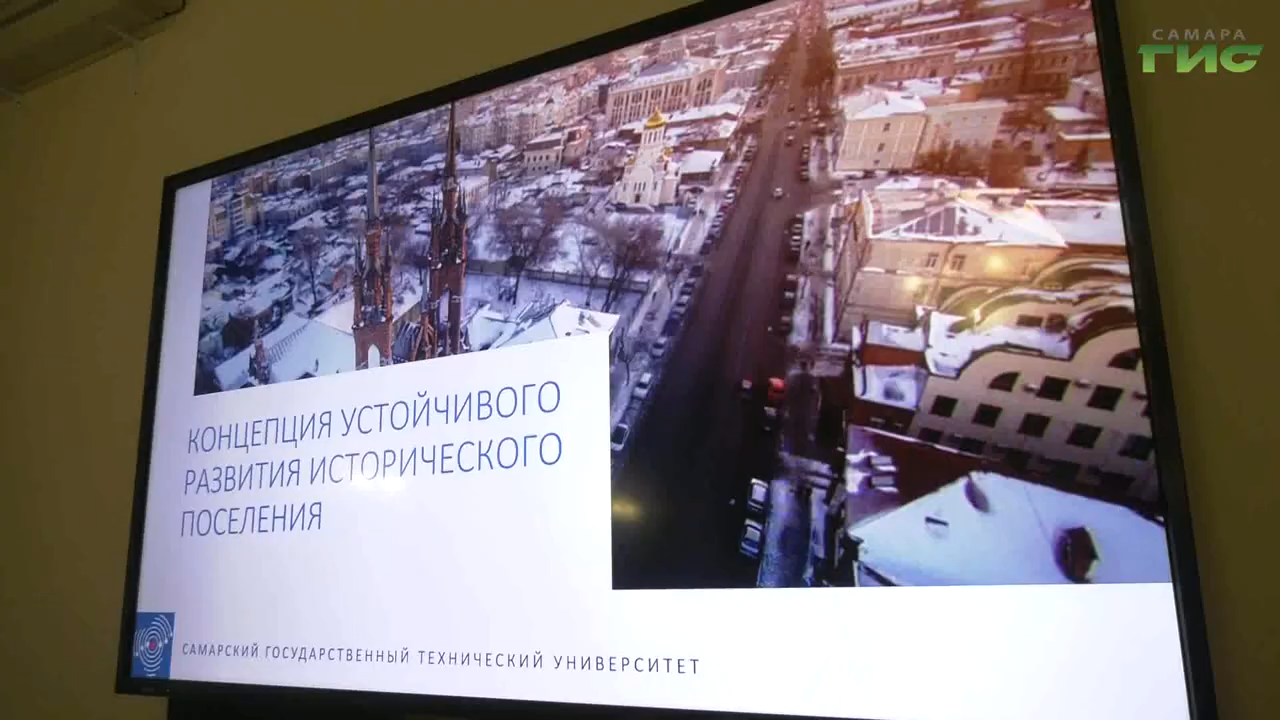 САМАРА
ГИС
КОНЦЕПЦИЯ УСТОЙЧИВОГО
РАЗВИТИЯ ИСТОРИЧЕСКОГО
ПОСЕЛЕНИЯ
САМАРСКИЙ ГОСУДАРСТВЕННЫЙ ТЕХНИЧЕСКИЙ УНИВЕРСИТЕТ